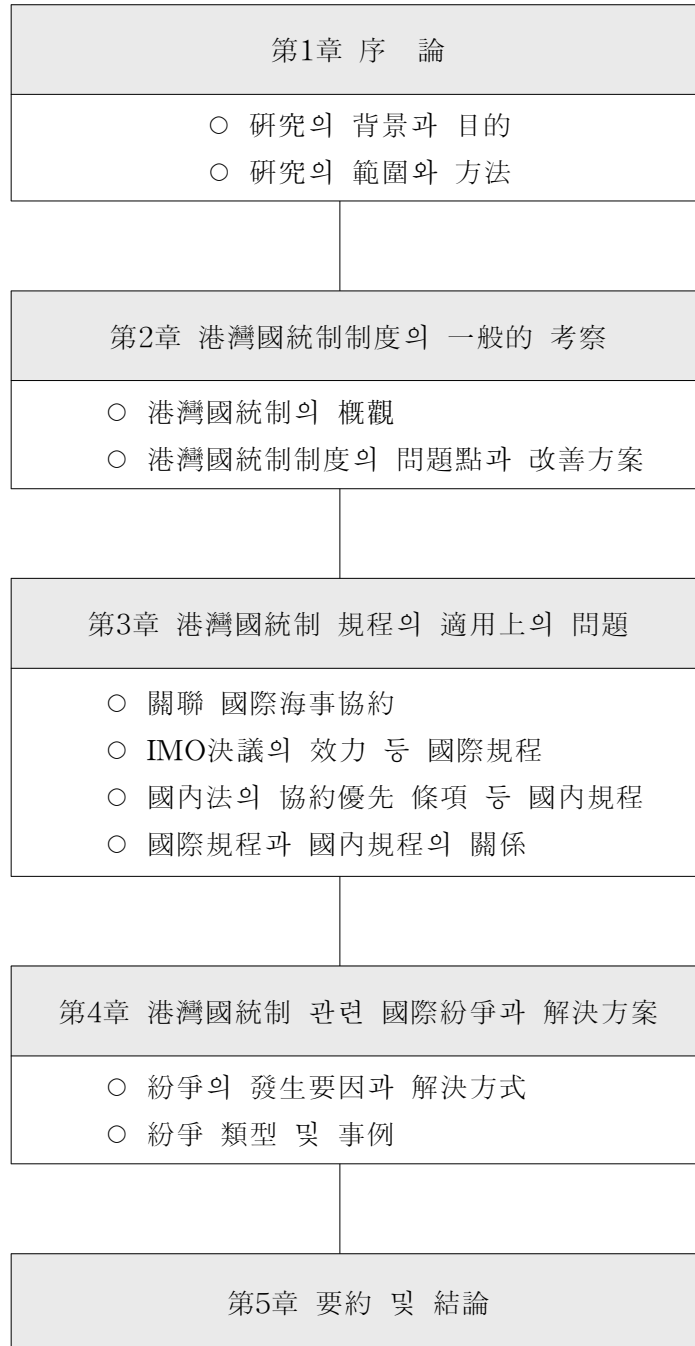 第1章 序 論
○ 硏究의 背景과 目的
○ 硏究의 範圍와 方法
第2章 港灣國統制制度의 一般的 考察
○ 港灣國統制의 槪觀
○ 港灣國統制制度의 問題點과 改善方案
第3章 港灣國統制 規程의 適用上의 問題
○ 關聯 國際海事協約
○ IMO決議의 效力 등 國際規程
○ 國內法의 協約優先 條項 등 國內規程
○ 國際規程과 國內規程의 關係
第4章 港灣國統制 관련 國際紛爭과 解決方案
○ 紛爭의 發生要因과 解決方式
○ 紛爭 類型 및 事例
第5章 要約 및 結論